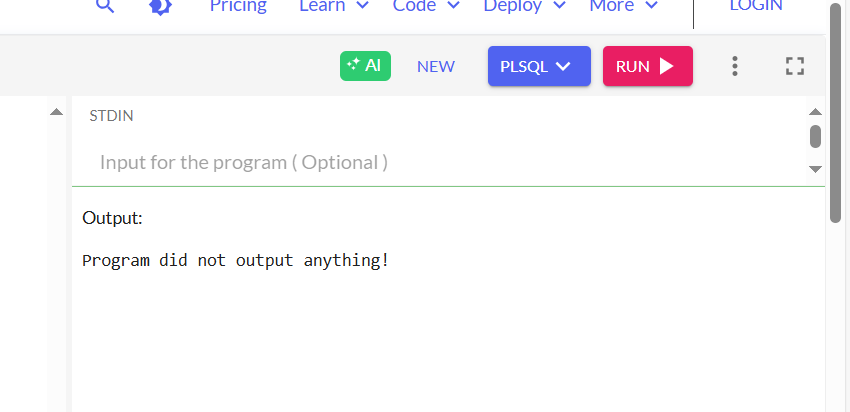 Pricing Learn Code Deploy More LOGIN
AI NEW PLSQL RUN
STDIN
Input for the program ( Optional )
Output:
Program did not output anything!